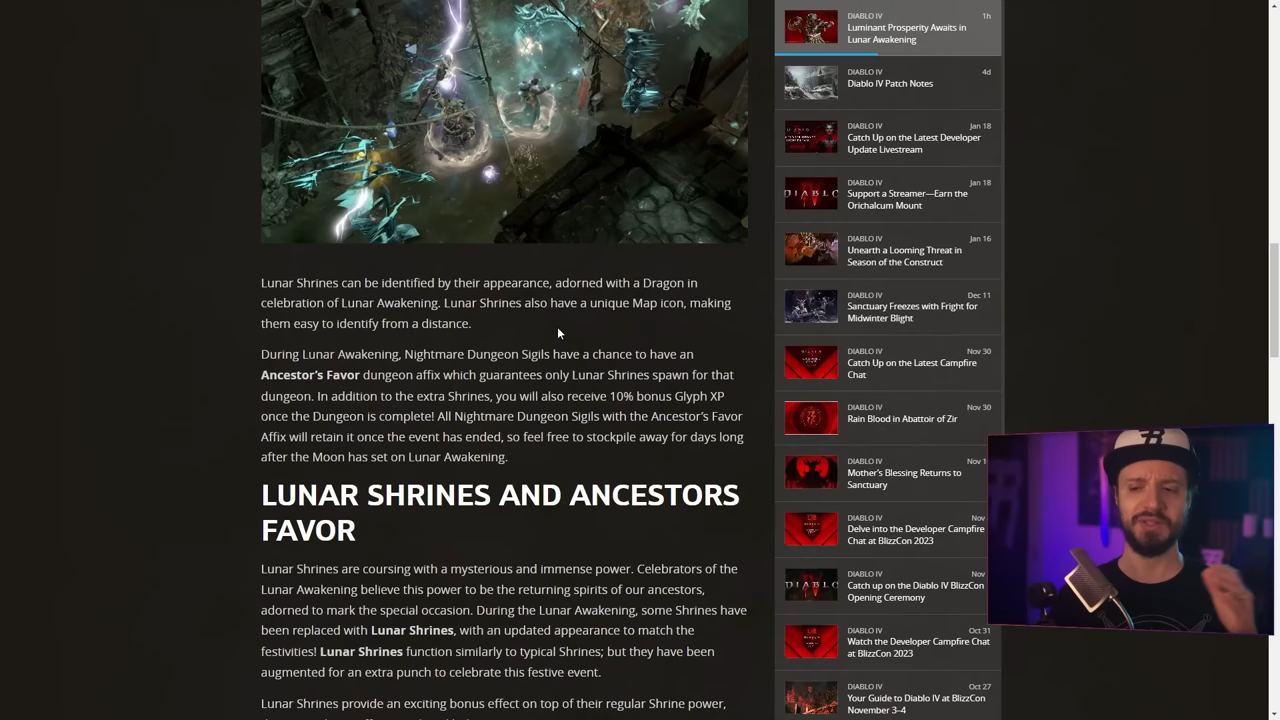 Lunar Shrines can be identified by their appearance, adorned with a Dragon in
celebration of Lunar Awakening. Lunar Shrines also have a unique Map icon, making
them easy to identify from a distance.
During Lunar Awakening, Nightmare Dungeon Sigils have a chance to have an
Ancestor's Favor dungeon affix which guarantees only Lunar Shrines spawn for that
dungeon. In addition to the extra Shrines, you will also receive 10% bonus Glyph XP
once the Dungeon is complete! All Nightmare Dungeon Sigils with the Ancestor's Favor
Affix will retain it once the event has ended, so feel free to stockpile away for days long
after the Moon has set on Lunar Awakening.
LUNAR SHRINES AND ANCESTORS
FAVOR
Lunar Shrines are coursing with a mysterious and immense power. Celebrators of the
Lunar Awakening believe this power to be the returning spirits of our ancestors,
adorned to mark the special occasion. During the Lunar Awakening, some Shrines have
been replaced with Lunar Shrines, with an updated appearance to match the
festivities! Lunar Shrines function similarly to typical Shrines; but they have been
augmented for an extra punch to celebrate this festive event.
Lunar Shrines provide an exciting bonus effect on top of their regular Shrine power,
DIABLO IV 1h
Luminant Prosperity Awaits in
Lunar Awakening
DIABLO IV 4d
Diablo IV Patch Notes
DIABLO IV Jan 18
Catch Up on the Latest Developer
Update Livestream
DIABLO IV Jan 18
Support a Streamer—Earn the
Orichalcum Mount
DIABLO IV Jan 16
Unearth a Looming Threat in
Season of the Construct
DIABLO IV Dec 11
Sanctuary Freezes with Fright for
Midwinter Blight
DIABLO IV Nov 30
Catch Up on the Latest Campfire
Chat
DIABLO IV Nov 30
Rain Blood in Abattoir of Zir
DIABLO IV Nov 1
Mother's Blessing Returns to
Sanctuary
DIABLO IV Nov
Delve into the Developer Campfire
Chat at BlizzCon 2023
DIABLO IV Nov
Catch up on the Diablo IV BlizzCon
Opening Ceremony
DIABLO IV Oct 31
Watch the Developer Campfire Chat
at BlizzCon 2023
DIABLO IV Oct 27
Your Guide to Diablo IV at BlizzCon
November 3–4